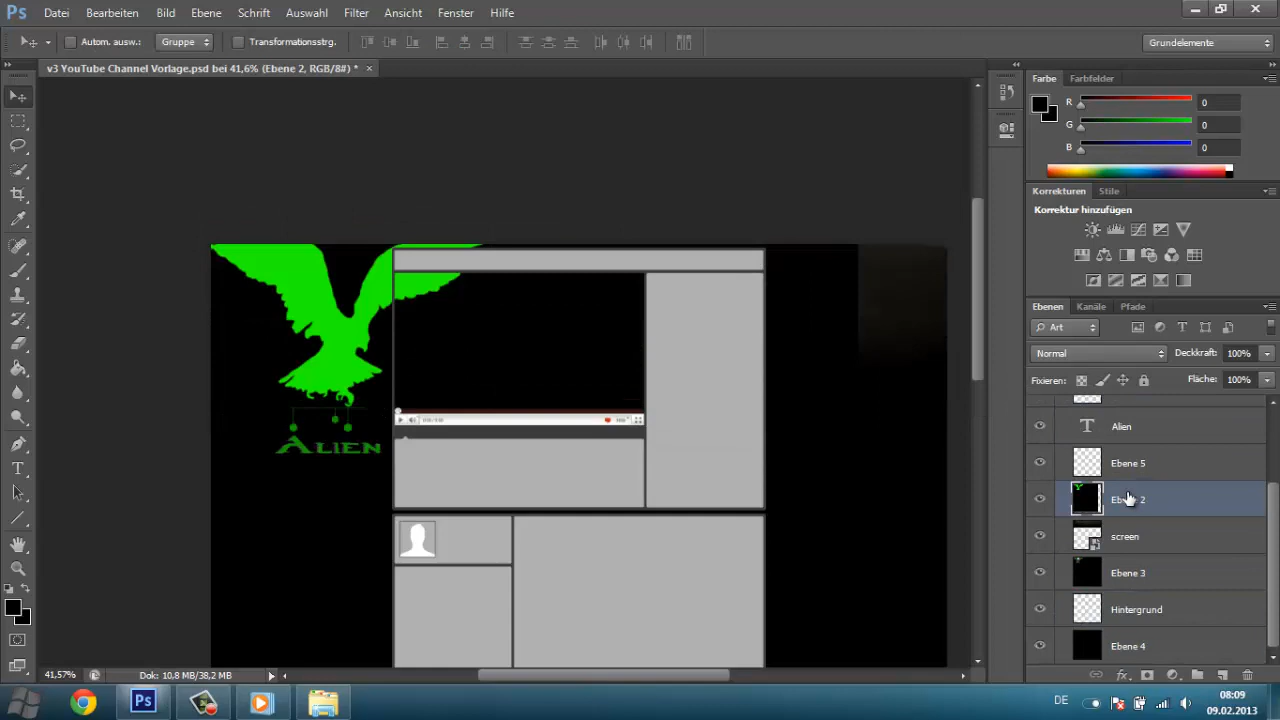 Ps Datei Bearbeiten Bild Ebene Schrift Auswahl Filter Ansicht Fenster Hilfe
Autom. ausw.: Gruppe Transformationsstrg. Grundelemente
v3 YouTube Channel Vorlage.psd bei 41,6% (Ebene 2, RGB/8#) * ×
Farbe Farbfelder
R 0
G 0
B 0
Korrekturen Stile
Korrektur hinzufügen
Ebenen Kanäle Pfade
Art
Normal Deckkraft: 100%
Fixieren: Fläche: 100%
Alien
Ebene 5
Ebene 2
screen
Ebene 3
Hintergrund
Ebene 4
ALIEN
41,57% Dok: 10,8 MB/38,2 MB
Ps DE 08:09
09.02.2013